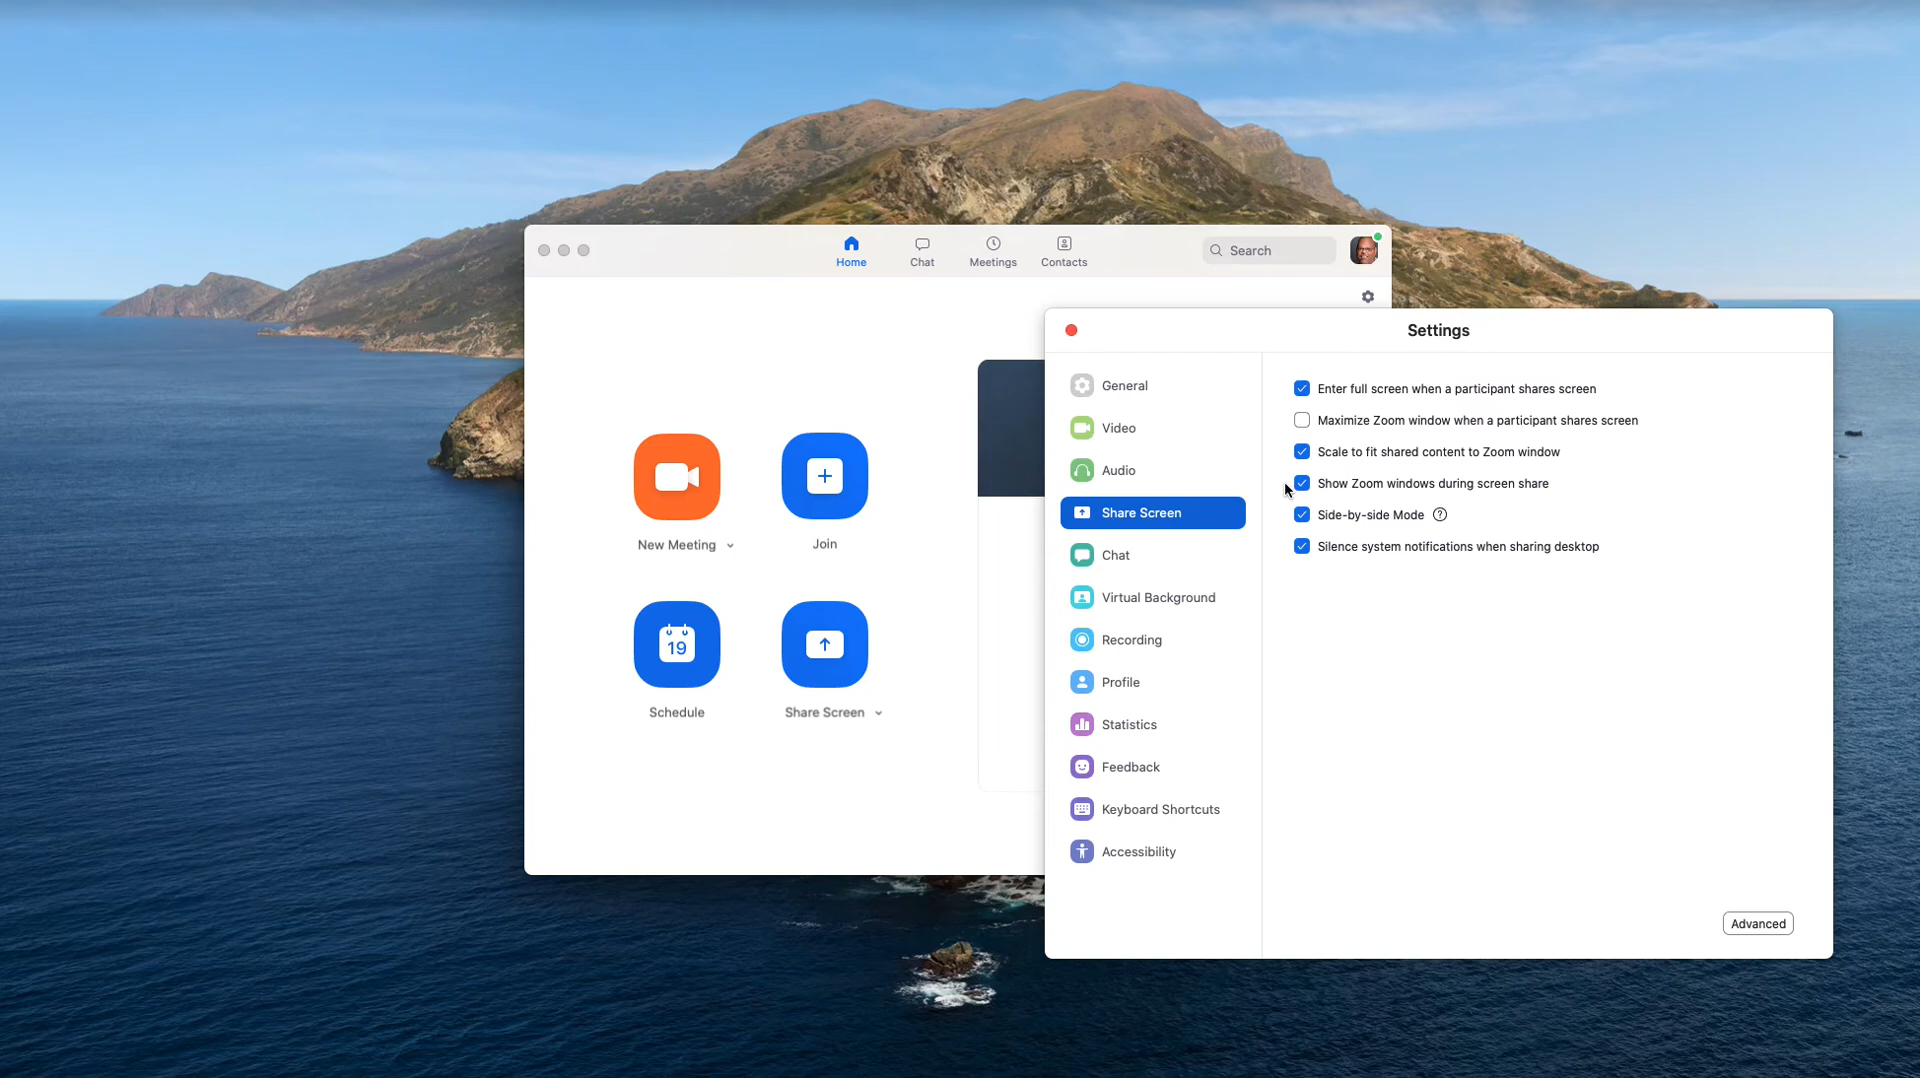 Home
Chat
Meetings
Contacts
Search
Settings
General
Video
Audio
Share Screen
Chat
Virtual Background
Recording
Profile
Statistics
Feedback
Keyboard Shortcuts
Accessibility
Enter full screen when a participant shares screen
Maximize Zoom window when a participant shares screen
Scale to fit shared content to Zoom window
Show Zoom windows during screen share
Side-by-side Mode ?
Silence system notifications when sharing desktop
Advanced
New Meeting
Join
19
Schedule
Share Screen